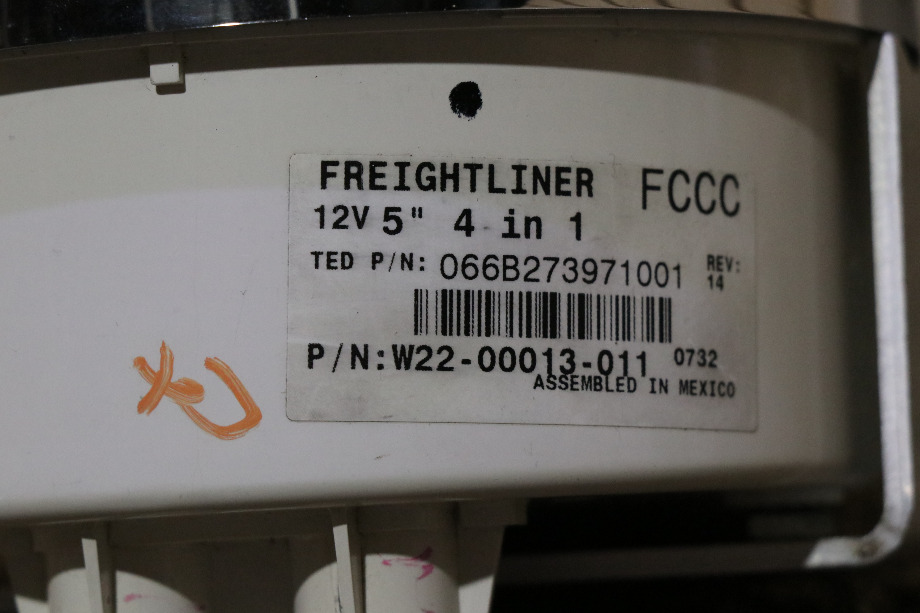 FREIGHTLINER FCCC
12V 5" 4 in 1
TED P/N: 066B273971001 REV: 14
P/N:W22-00013-011 0732
ASSEMBLED IN MEXICO